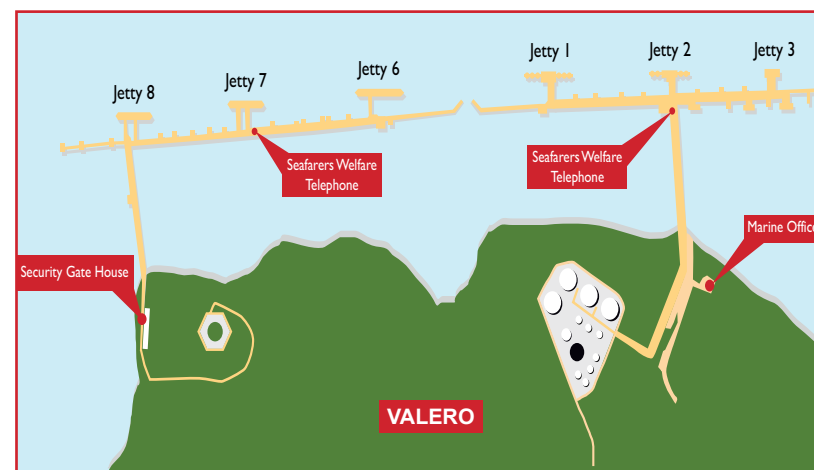 Jetty 1
Jetty 2
Jetty 3
Jetty 6
Jetty 7
Jetty 8
Seafarers Welfare
Telephone
Seafarers Welfare
Telephone
Marine Office
Security Gate House
VALERO